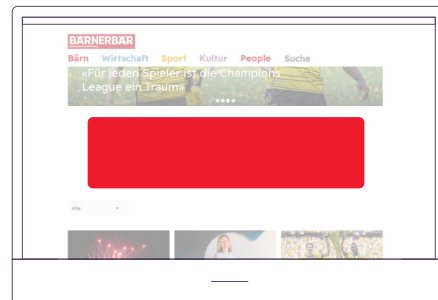 BÄRNERBÄR
Bärn Wirtschaft Sport Kultur People Suche
«Für jeden Spieler ist die Champions
League ein Traum»
Alle